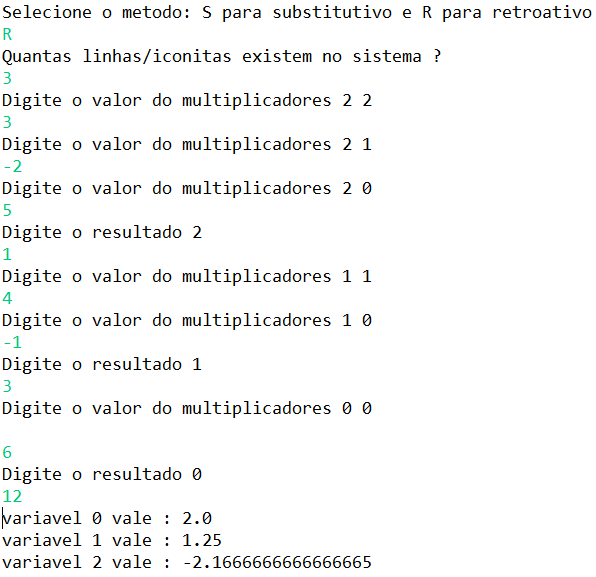 Selecione o metodo: S para substitutivo e R para retroativo
R
Quantas linhas/iconitas existem no sistema ?
3
Digite o valor do multiplicadores 2 2
3
Digite o valor do multiplicadores 2 1
-2
Digite o valor do multiplicadores 2 0
5
Digite o resultado 2
1
Digite o valor do multiplicadores 1 1
4
Digite o valor do multiplicadores 1 0
-1
Digite o resultado 1
3
Digite o valor do multiplicadores 0 0
6
Digite o resultado 0
12
variavel 0 vale : 2.0
variavel 1 vale : 1.25
variavel 2 vale : -2.1666666666666665